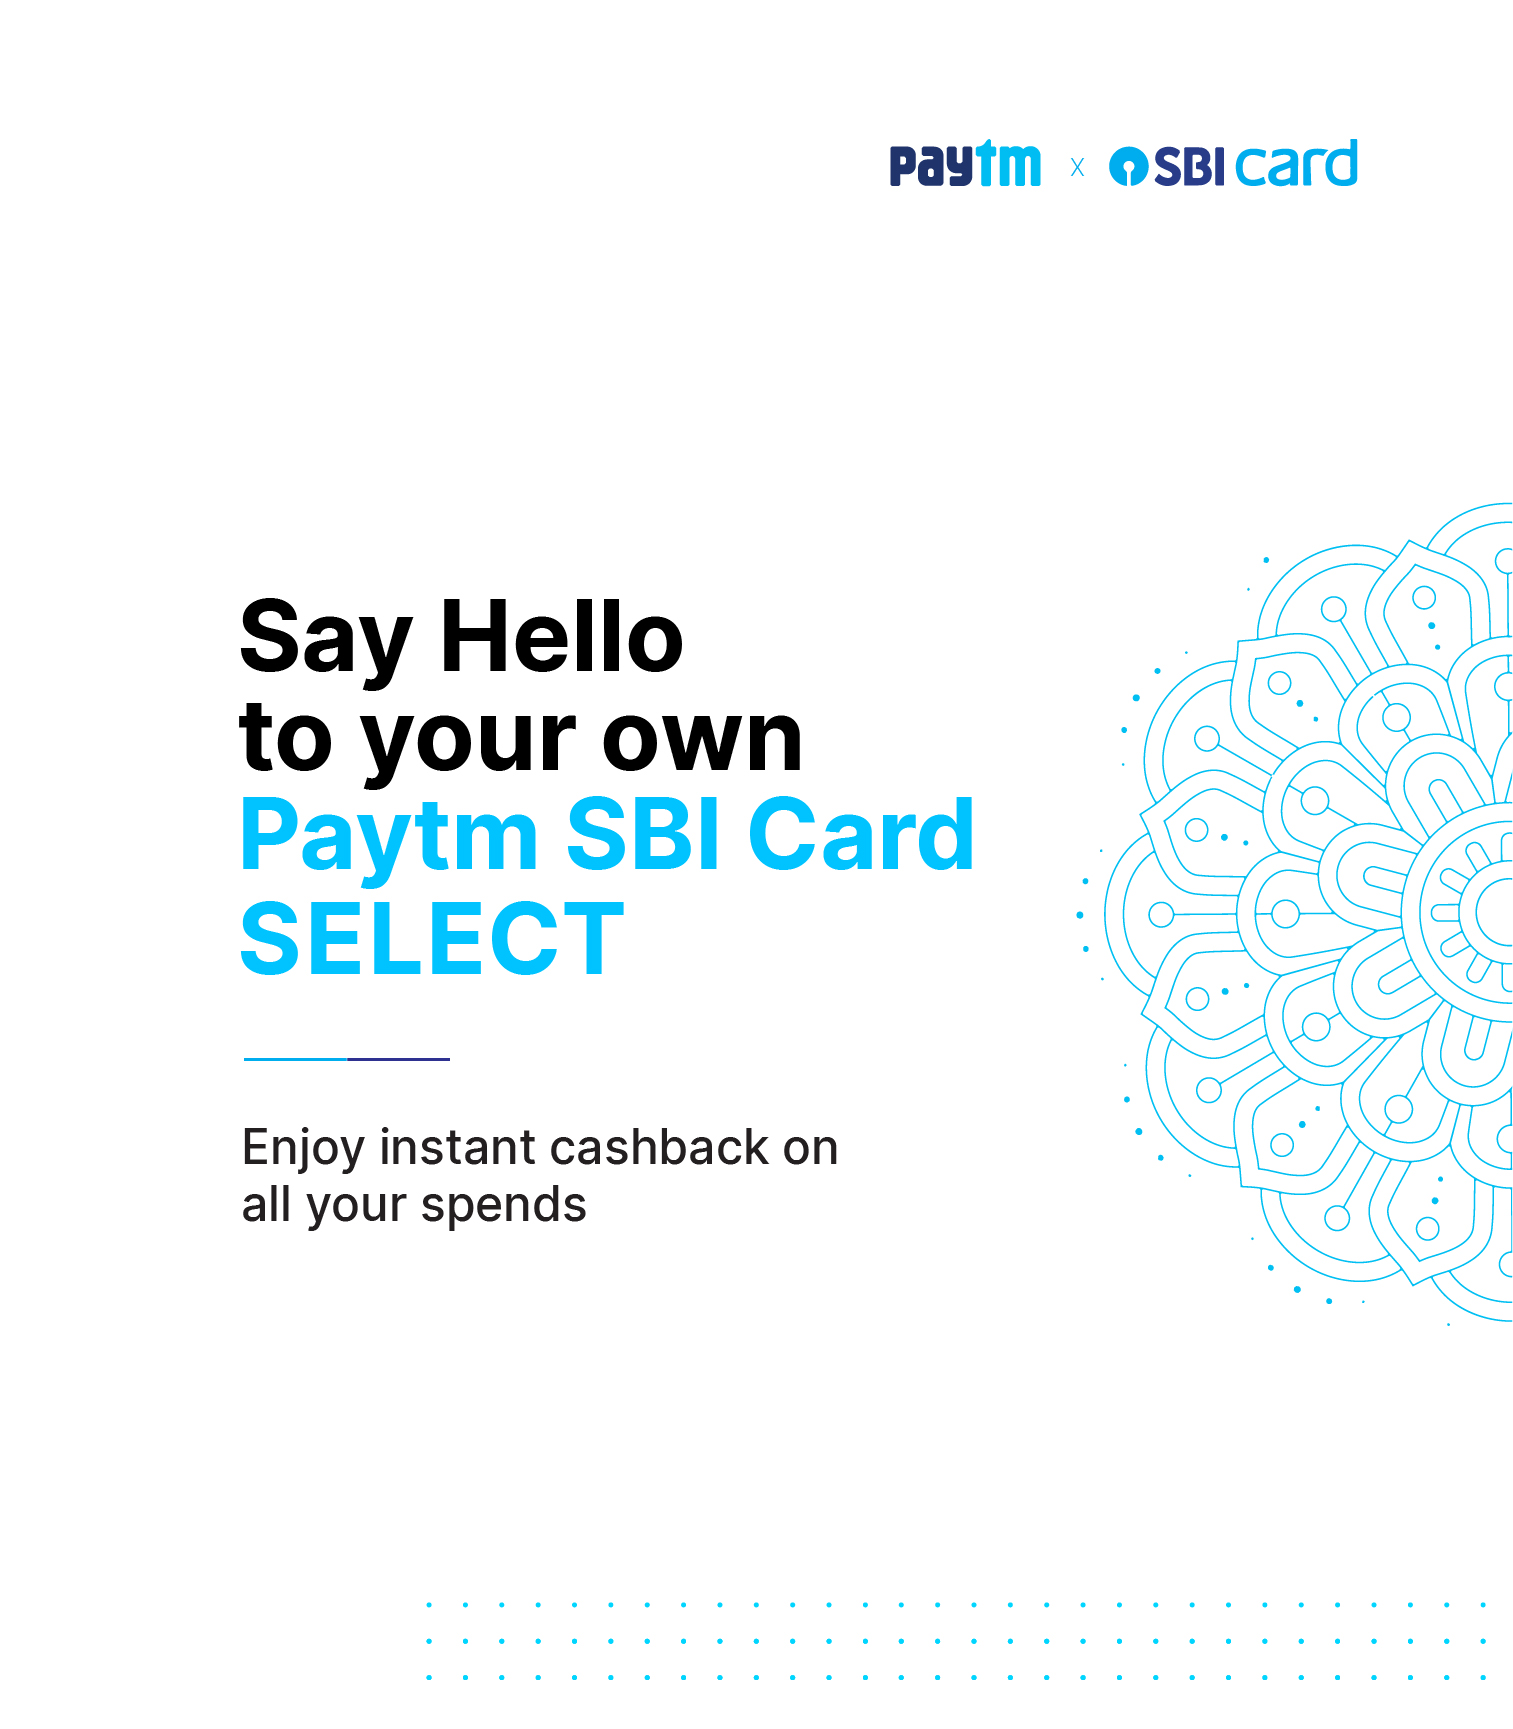 paytm x SBI card
Say Hello
to your own
Paytm SBI Card
SELECT
Enjoy instant cashback on
all your spends